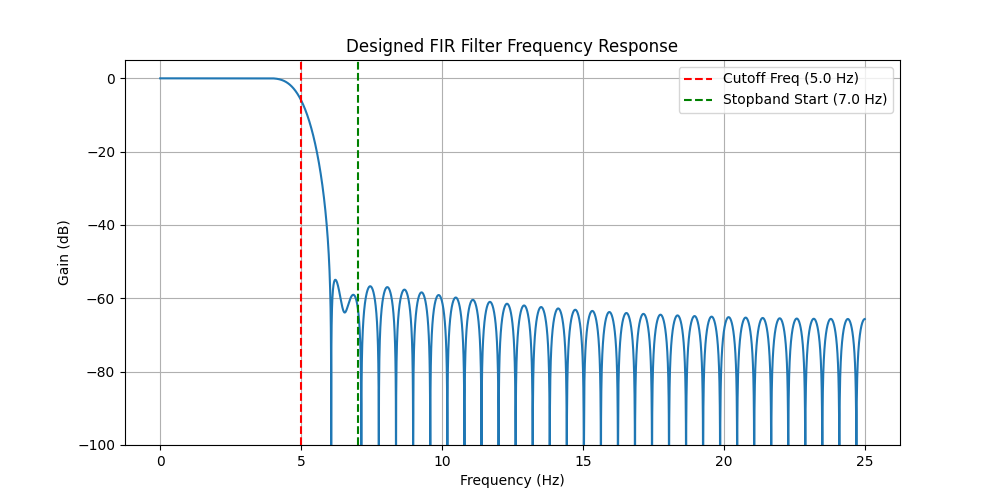 Designed FIR Filter Frequency Response
Cutoff Freq (5.0 Hz)
Stopband Start (7.0 Hz)
Gain (dB)
0
−20
−40
−60
−80
−100
0 5 10 15 20 25
Frequency (Hz)